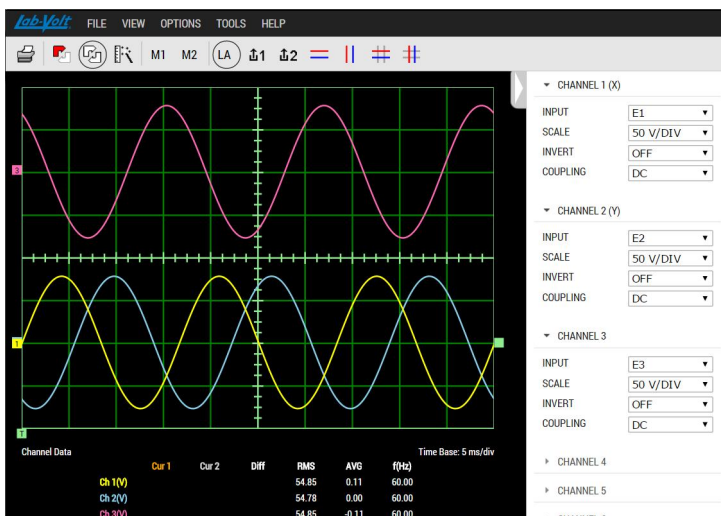 Lab-Volt FILE VIEW OPTIONS TOOLS HELP
M1 M2 LA 1 2
CHANNEL 1 (X)
INPUT E1
SCALE 50 V/DIV
INVERT OFF
COUPLING DC
CHANNEL 2 (Y)
INPUT E2
SCALE 50 V/DIV
INVERT OFF
COUPLING DC
CHANNEL 3
INPUT E3
SCALE 50 V/DIV
INVERT OFF
COUPLING DC
CHANNEL 4
CHANNEL 5
3
1
T
Channel Data Time Base: 5 ms/div
Cur 1 Cur 2 Diff RMS AVG f(Hz)
Ch 1(V) 54.85 0.11 60.00
Ch 2(V) 54.78 0.00 60.00
Ch 3(V) 54.85 -0.11 60.00